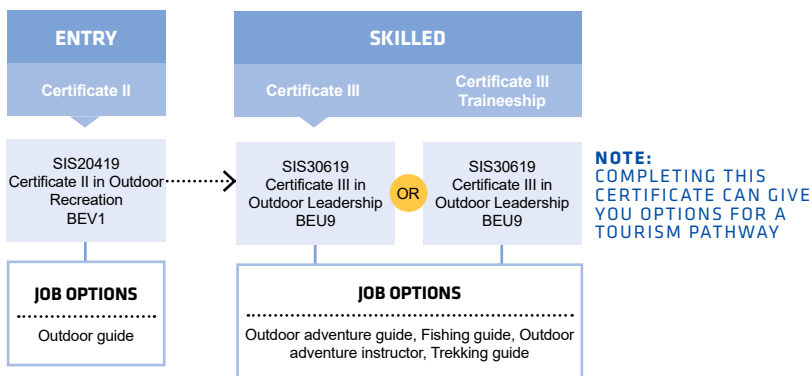 ENTRY
SKILLED
Certificate II
Certificate III
Certificate III
Traineeship
SIS20419
Certificate II in Outdoor
Recreation
BEV1
SIS30619
Certificate III in
Outdoor Leadership
BEU9
OR
SIS30619
Certificate III in
Outdoor Leadership
BEU9
NOTE:
COMPLETING THIS
CERTIFICATE CAN GIVE
YOU OPTIONS FOR A
TOURISM PATHWAY
JOB OPTIONS
Outdoor guide
JOB OPTIONS
Outdoor adventure guide, Fishing guide, Outdoor
adventure instructor, Trekking guide